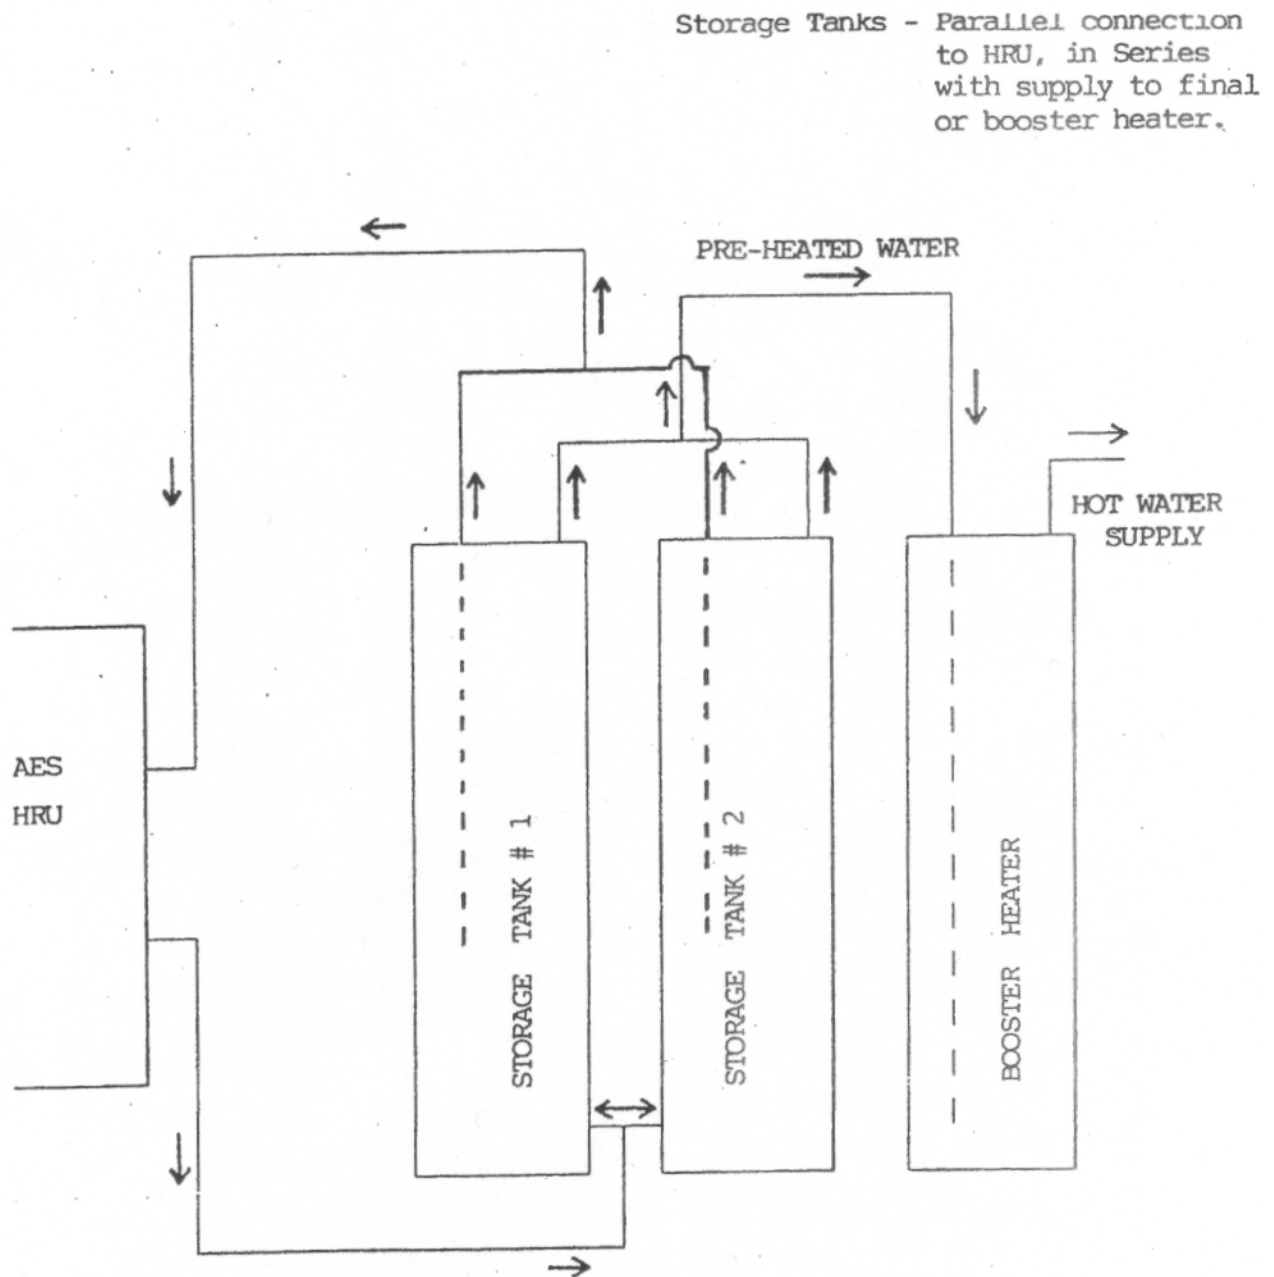 Storage Tanks - Parallel connection
to HRU, in Series
with supply to final
or booster heater.
PRE-HEATED WATER
HOT WATER
SUPPLY
AES
HRU
STORAGE TANK # 1
STORAGE TANK # 2
BOOSTER HEATER